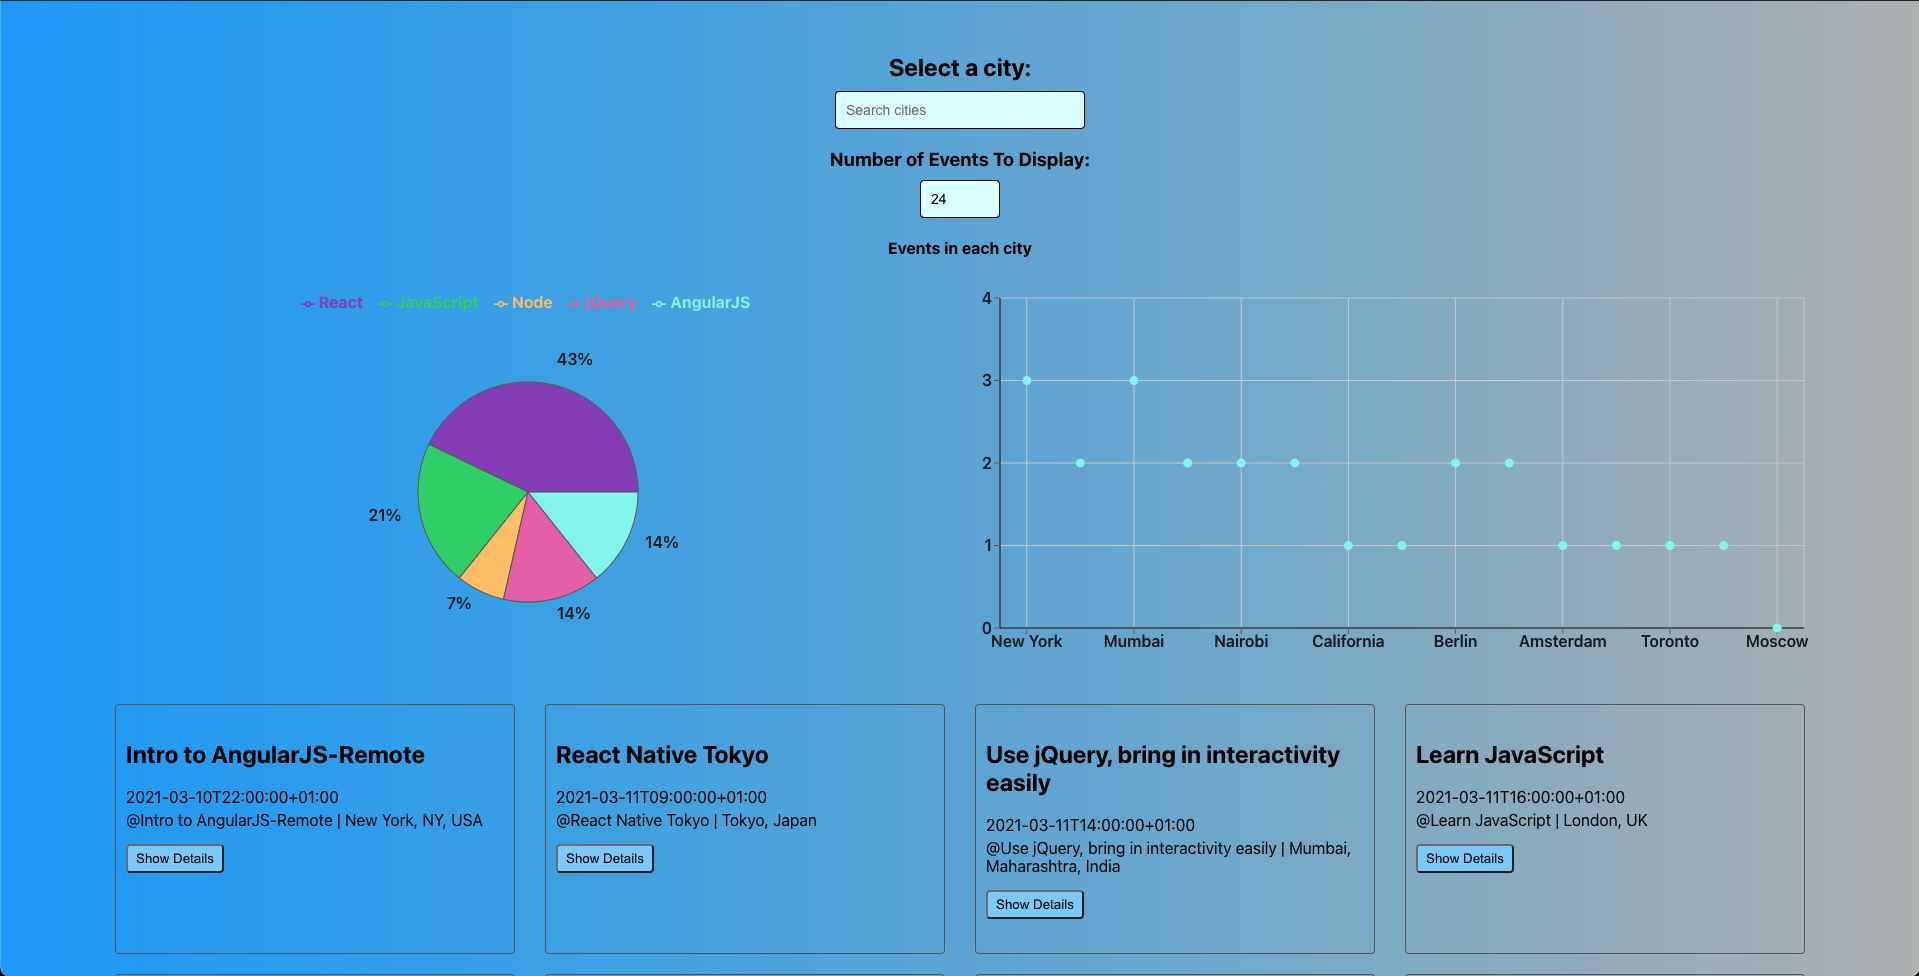 Select a city:
Search cities
Number of Events To Display:
24
Events in each city
React JavaScript Node jQuery AngularJS
43%
21%
14%
7%
14%
4
3
2
1
0
New York Mumbai Nairobi California Berlin Amsterdam Toronto Moscow
Intro to AngularJS-Remote
2021-03-10T22:00:00+01:00
@Intro to AngularJS-Remote | New York, NY, USA
Show Details
React Native Tokyo
2021-03-11T09:00:00+01:00
@React Native Tokyo | Tokyo, Japan
Show Details
Use jQuery, bring in interactivity
easily
2021-03-11T14:00:00+01:00
@Use jQuery, bring in interactivity easily | Mumbai,
Maharashtra, India
Show Details
Learn JavaScript
2021-03-11T16:00:00+01:00
@Learn JavaScript | London, UK
Show Details